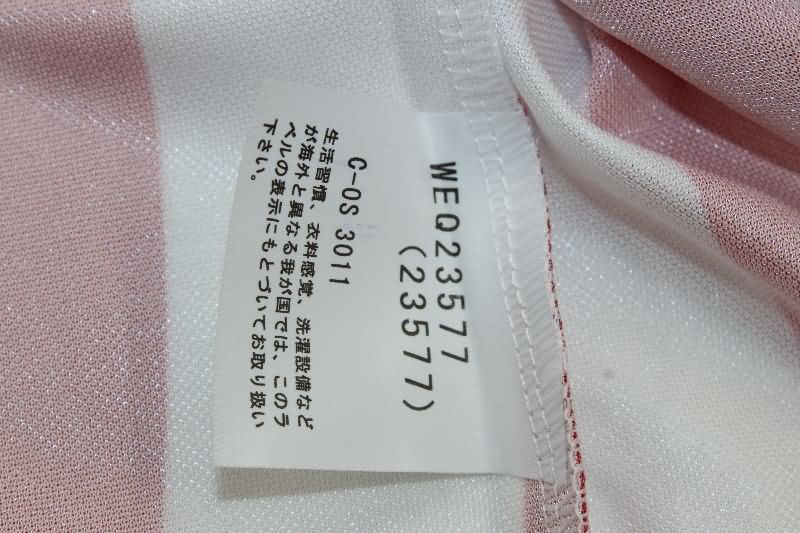 WEQ23577
(23577)
C-OS 3011
生活習慣、衣料感覚、洗濯設備など
が海外と異なる我が国では、このラ
ベルの表示にもとづいてお取り扱い
下さい。